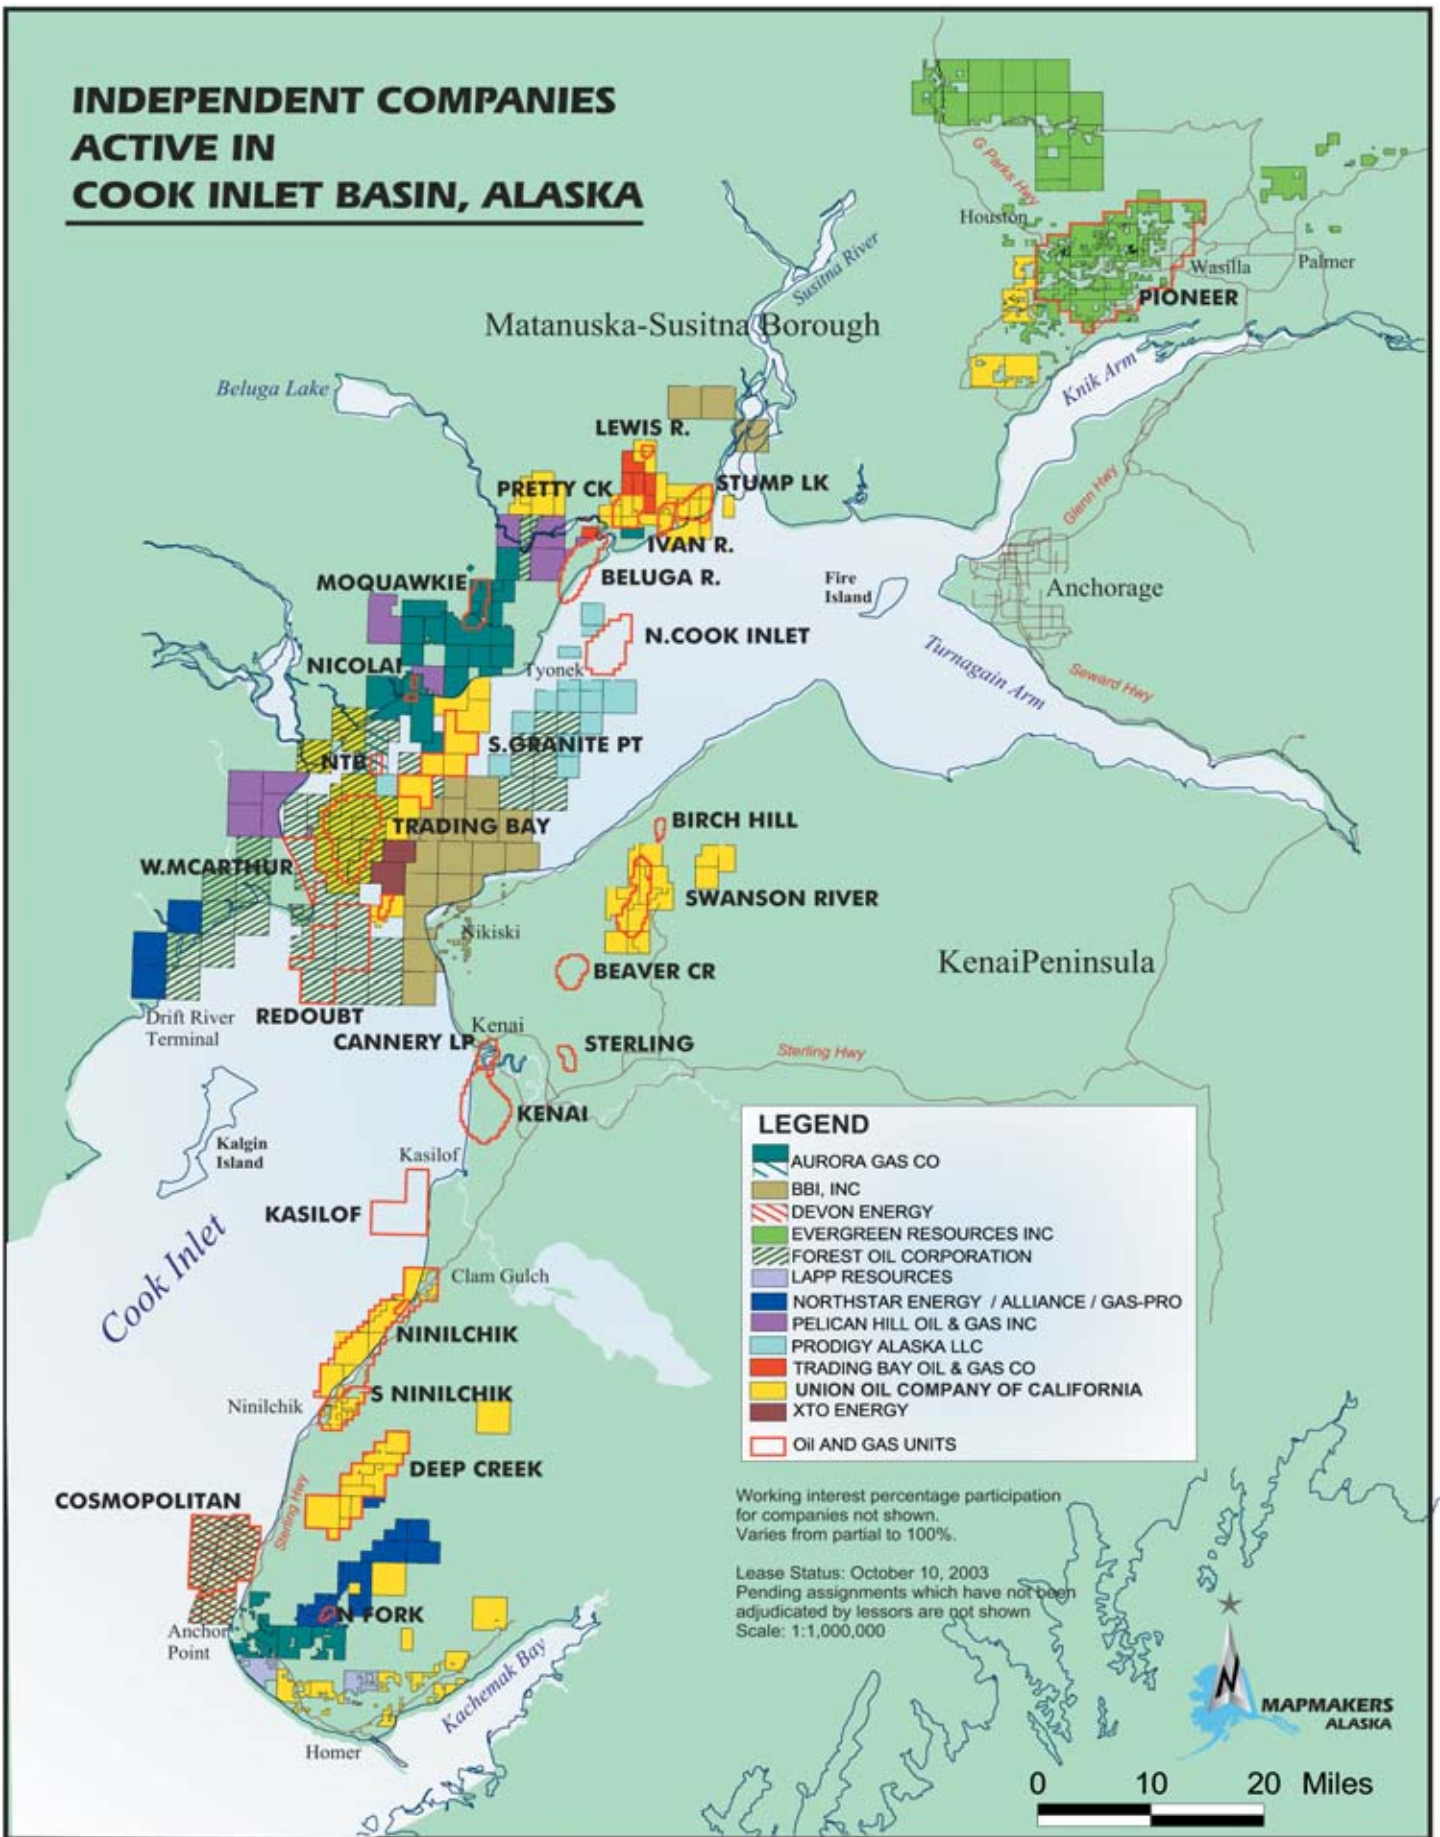 INDEPENDENT COMPANIES
ACTIVE IN
COOK INLET BASIN, ALASKA
G Parks Hwy
Houston
Wasilla
Palmer
PIONEER
Susitna River
Matanuska-Susitna Borough
Knik Arm
Beluga Lake
LEWIS R.
PRETTY CK
STUMP LK
Glenn Hwy
IVAN R.
BELUGA R.
MOQUAWKIE
Fire
Island
Anchorage
N.COOK INLET
NICOLAI
Tyonek
Turnagain Arm
Seward Hwy
S.GRANITE PT
NTB
TRADING BAY
BIRCH HILL
W.MCARTHUR
SWANSON RIVER
Nikiski
KenaiPeninsula
BEAVER CR
Drift River
Terminal
REDOUBT
Kenai
CANNERY LP
STERLING
Sterling Hwy
KENAI
Kalgin
Island
Kasilof
KASILOF
Cook Inlet
Clam Gulch
NINILCHIK
S NINILCHIK
Ninilchik
DEEP CREEK
COSMOPOLITAN
Sterling Hwy
N FORK
Anchor
Point
Kachemak Bay
Homer
LEGEND
AURORA GAS CO
BBI, INC
DEVON ENERGY
EVERGREEN RESOURCES INC
FOREST OIL CORPORATION
LAPP RESOURCES
NORTHSTAR ENERGY / ALLIANCE / GAS-PRO
PELICAN HILL OIL & GAS INC
PRODIGY ALASKA LLC
TRADING BAY OIL & GAS CO
UNION OIL COMPANY OF CALIFORNIA
XTO ENERGY
Oil AND GAS UNITS
Working interest percentage participation
for companies not shown.
Varies from partial to 100%.
Lease Status: October 10, 2003
Pending assignments which have not been
adjudicated by lessors are not shown
Scale: 1:1,000,000
N
MAPMAKERS
ALASKA
0 10 20 Miles